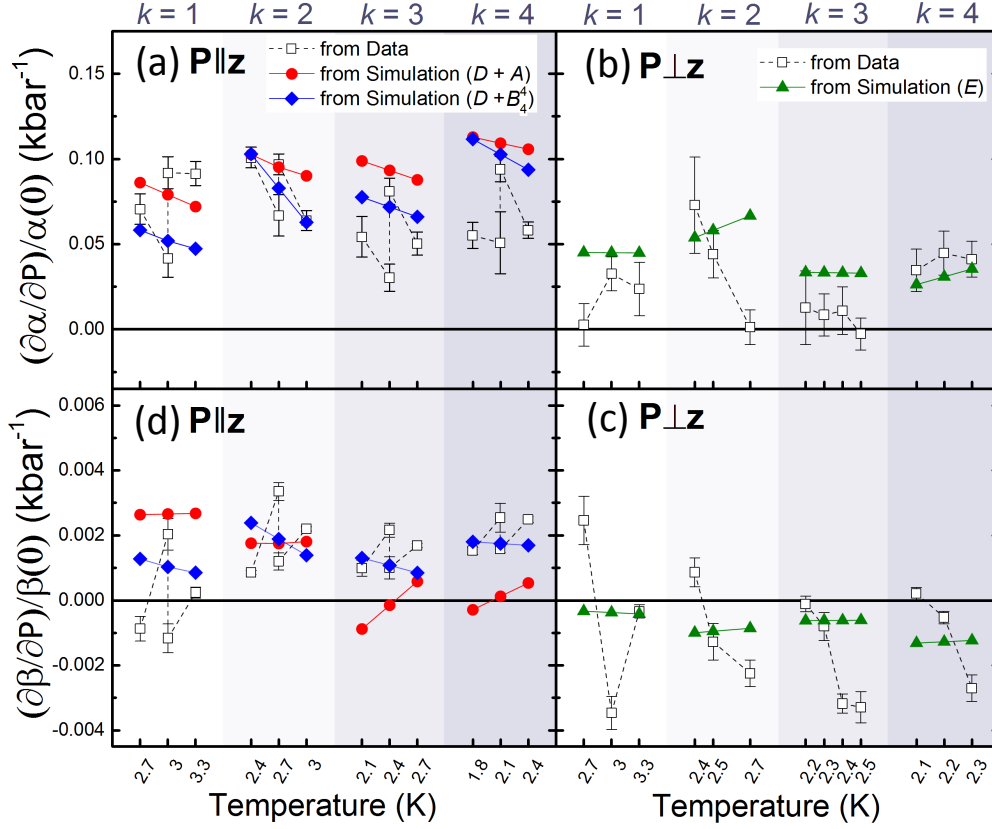 k = 1 k = 2 k = 3 k = 4 k = 1 k = 2 k = 3 k = 4
(a) P∥z
from Data
from Simulation (D + A)
from Simulation (D + B₄⁴)
(b) P⊥z
from Data
from Simulation (E)
(∂α/∂P)/α(0) (kbar⁻¹)
0.15
0.10
0.05
0.00
(d) P∥z
(c) P⊥z
(∂β/∂P)/β(0) (kbar⁻¹)
0.006
0.004
0.002
0.000
-0.002
-0.004
2.7 3 3.3 2.4 2.7 3 2.1 2.4 2.7 1.8 2.1 2.4
2.7 3 3.3 2.4 2.5 2.7 2.2 2.3 2.4 2.5 2.1 2.2 2.3
Temperature (K) Temperature (K)